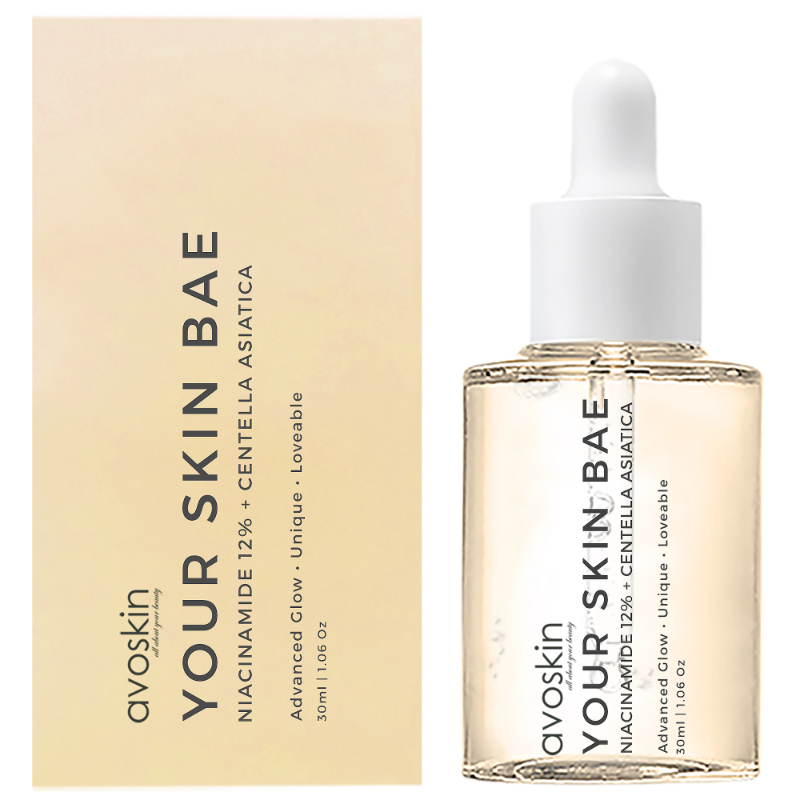 avoskin
all about your beauty
YOUR SKIN BAE
NIACINAMIDE 12% + CENTELLA ASIATICA
Advanced Glow • Unique • Loveable
30ml | 1.06 Oz
avoskin
all about your beauty
YOUR SKIN BAE
NIACINAMIDE 12% + CENTELLA ASIATICA
Advanced Glow • Unique • Loveable
30ml | 1.06 Oz